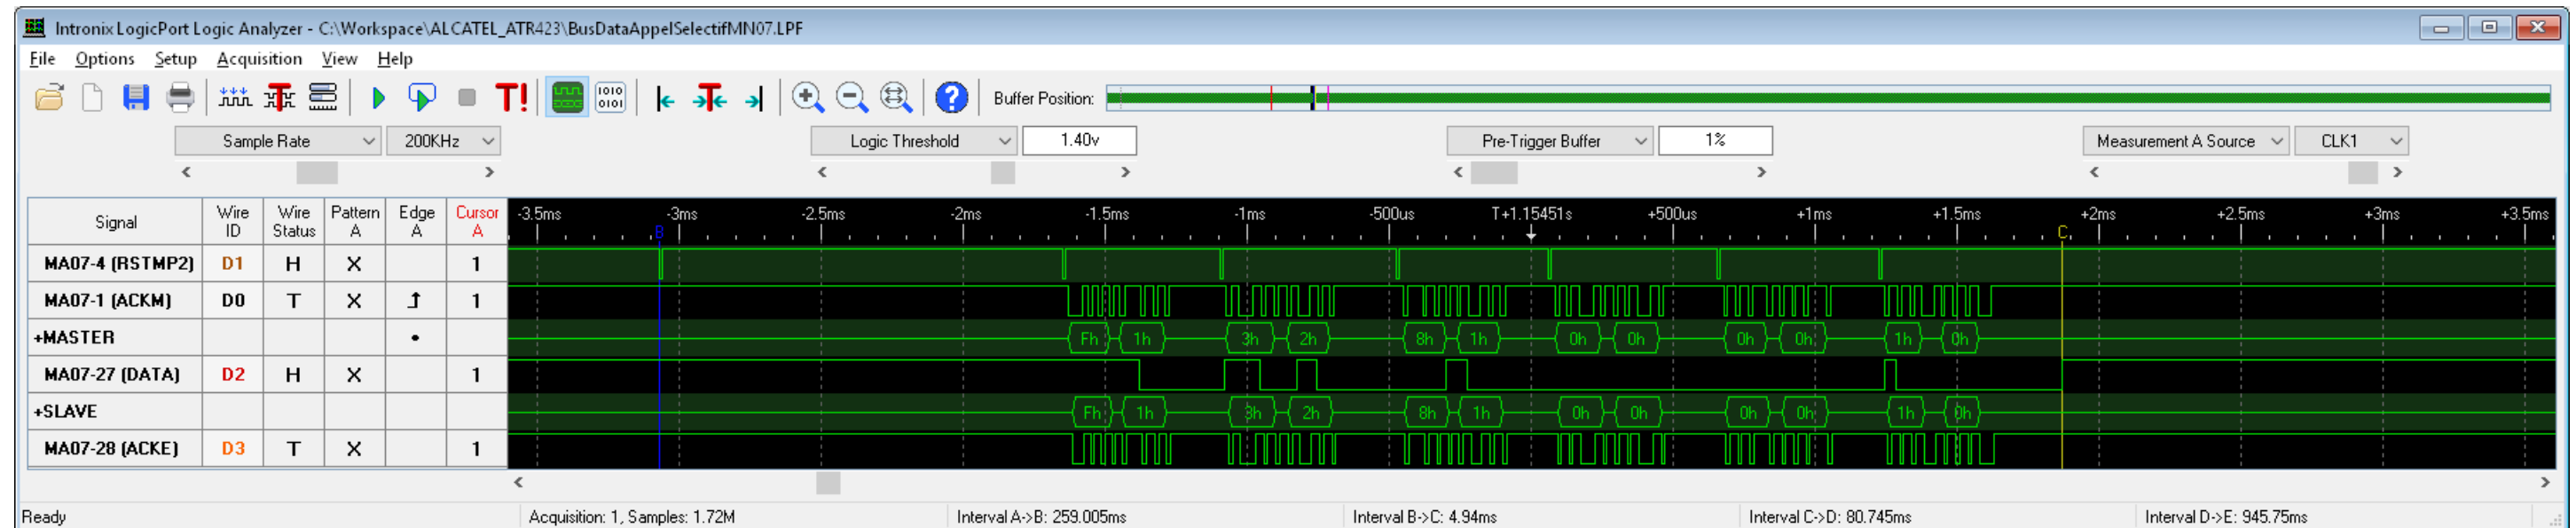 Intronix LogicPort Logic Analyzer - C:\Workspace\ALCATEL_ATR423\BusDataAppelSelectifMN07.LPF
File Options Setup Acquisition View Help
T! 1010 0101 ? Buffer Position:
Sample Rate 200KHz Logic Threshold 1.40v Pre-Trigger Buffer 1% Measurement A Source CLK1
Signal Wire ID Wire Status Pattern A Edge A Cursor A -3.5ms -3ms -2.5ms -2ms -1.5ms -1ms -500us T+1.15451s +500us +1ms +1.5ms +2ms +2.5ms +3ms +3.5ms
B C
MA07-4 (RSTMP2) D1 H X 1
MA07-1 (ACKM) D0 T X 1
+MASTER Fh 1h 3h 2h 8h 1h 0h 0h 0h 0h 1h 0h
MA07-27 (DATA) D2 H X 1
+SLAVE Fh 1h 3h 2h 8h 1h 0h 0h 0h 0h 1h 0h
MA07-28 (ACKE) D3 T X 1
Ready Acquisition: 1, Samples: 1.72M Interval A->B: 259.005ms Interval B->C: 4.94ms Interval C->D: 80.745ms Interval D->E: 945.75ms